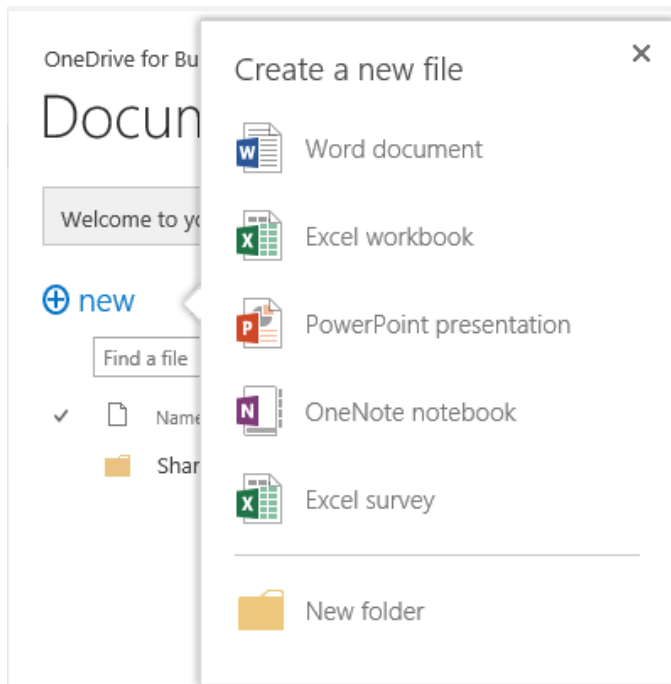 OneDrive for Bu
Docun
Welcome to yo
new
Find a file
Name
Shar
Create a new file
Word document
Excel workbook
PowerPoint presentation
OneNote notebook
Excel survey
New folder